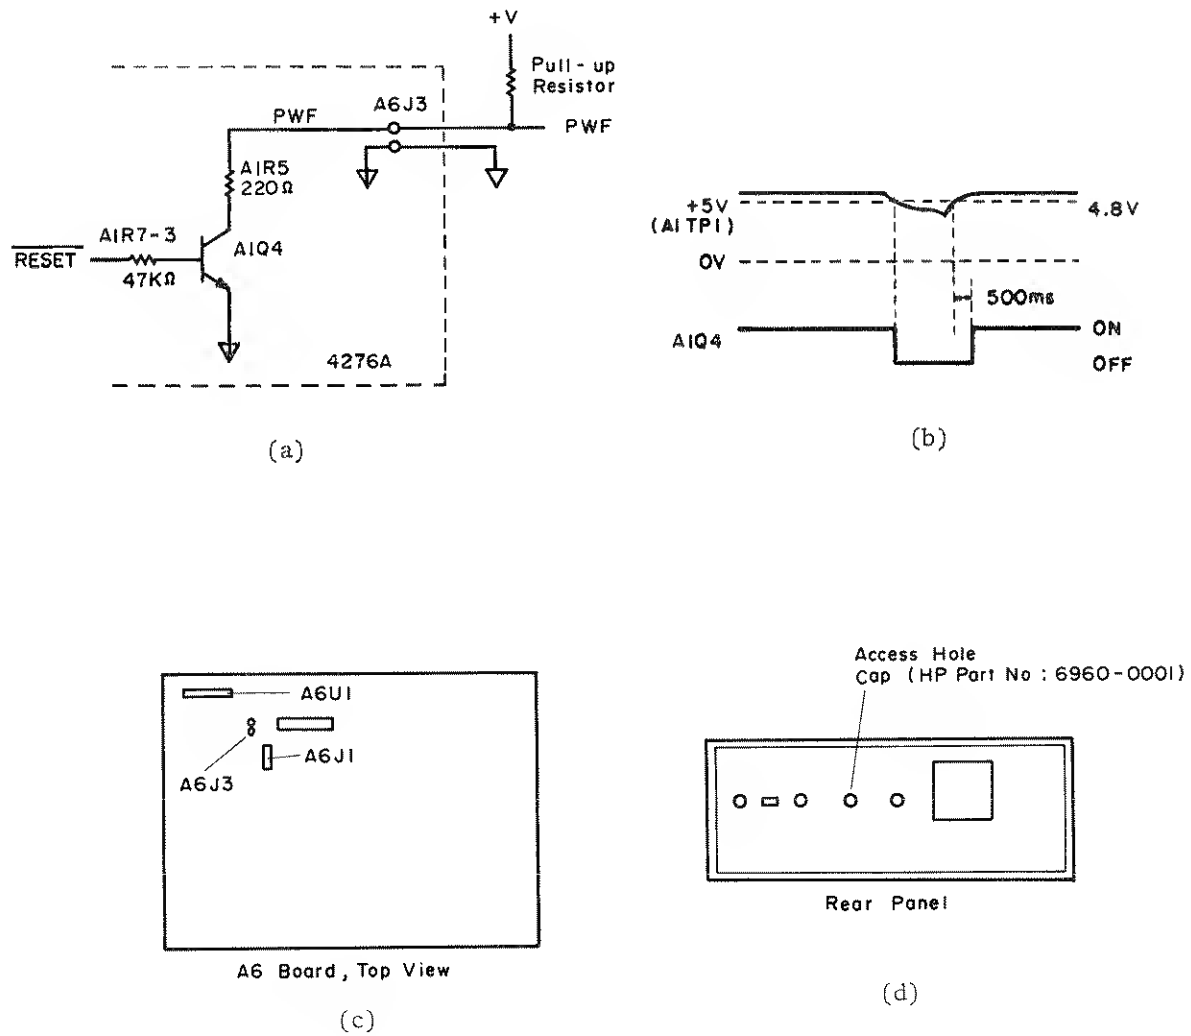 +V
Pull-up
Resistor
A6J3
PWF
PWF
A1R5
220Ω
A1R7-3
RESET
47KΩ
A1Q4
4276A
(a)
+5V
(A1TP1)
4.8V
0V
500ms
A1Q4
ON
OFF
(b)
A6U1
A6J1
A6J3
A6 Board, Top View
(c)
Access Hole
Cap (HP Part No : 6960-0001)
Rear Panel
(d)